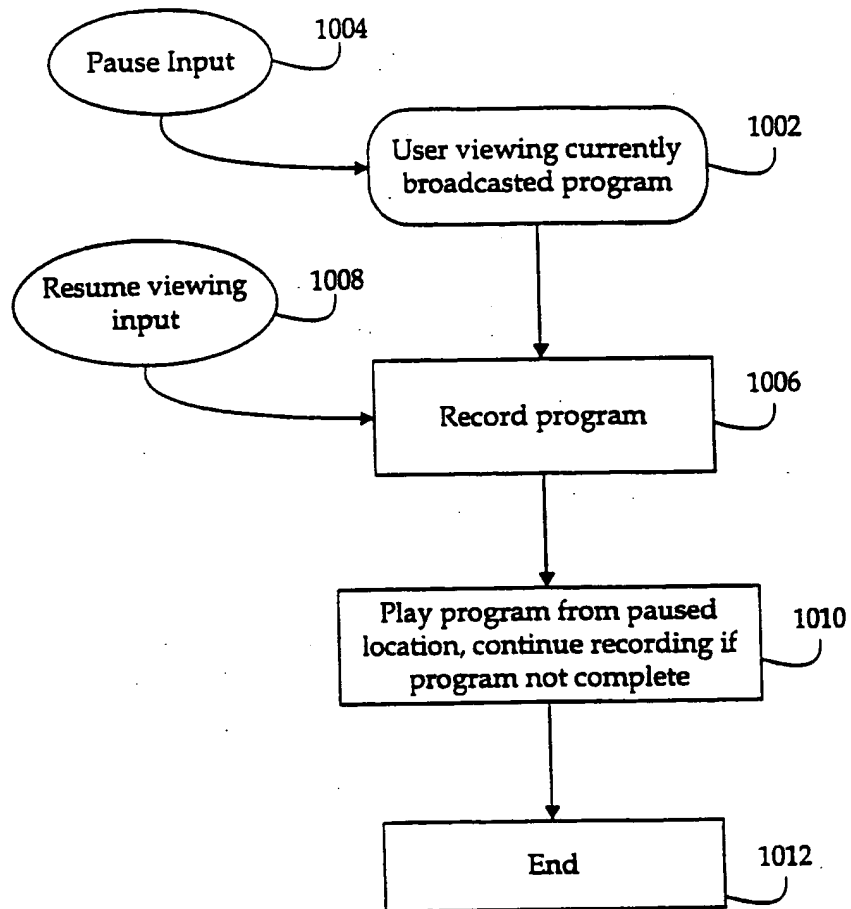 1004
Pause Input
1002
User viewing currently
broadcasted program
1008
Resume viewing
input
1006
Record program
1010
Play program from paused
location, continue recording if
program not complete
End
1012